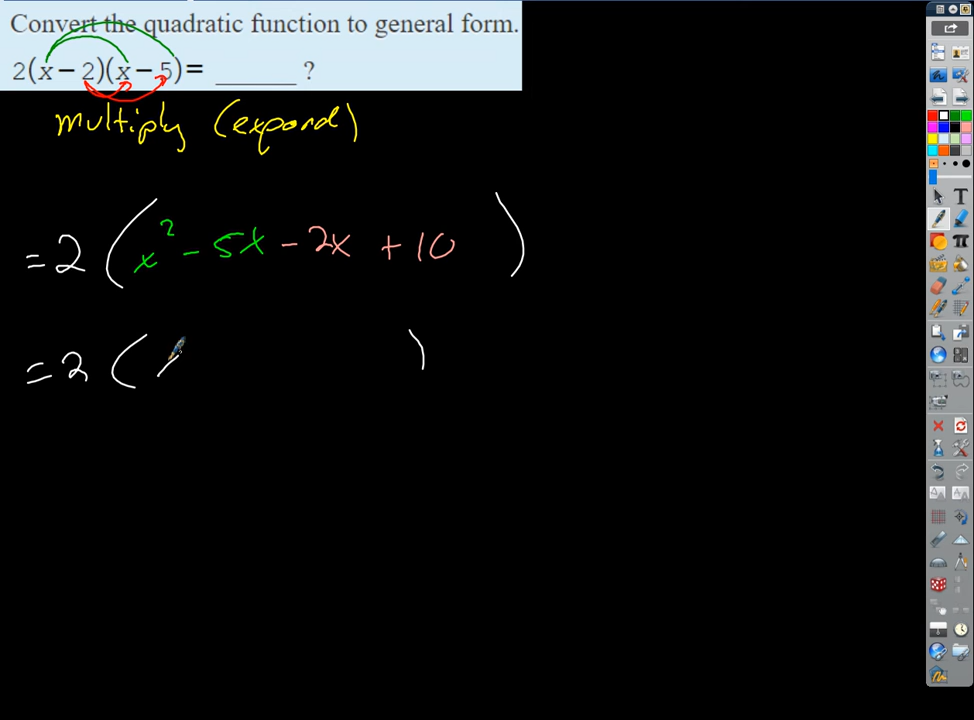 Convert the quadratic function to general form.
2(x − 2)(x − 5) = ______ ?
multiply (expand)
= 2 ( x² − 5x − 2x + 10 )
= 2 ( )